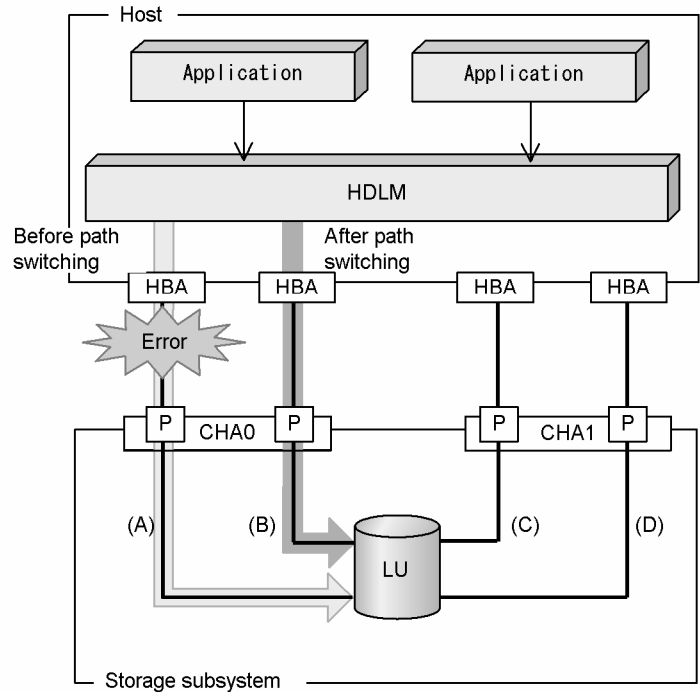 Host
Application
Application
HDLM
Before path
switching
After path
switching
HBA
HBA
HBA
HBA
Error
P
CHA0
P
P
CHA1
P
(A)
(B)
(C)
(D)
LU
Storage subsystem